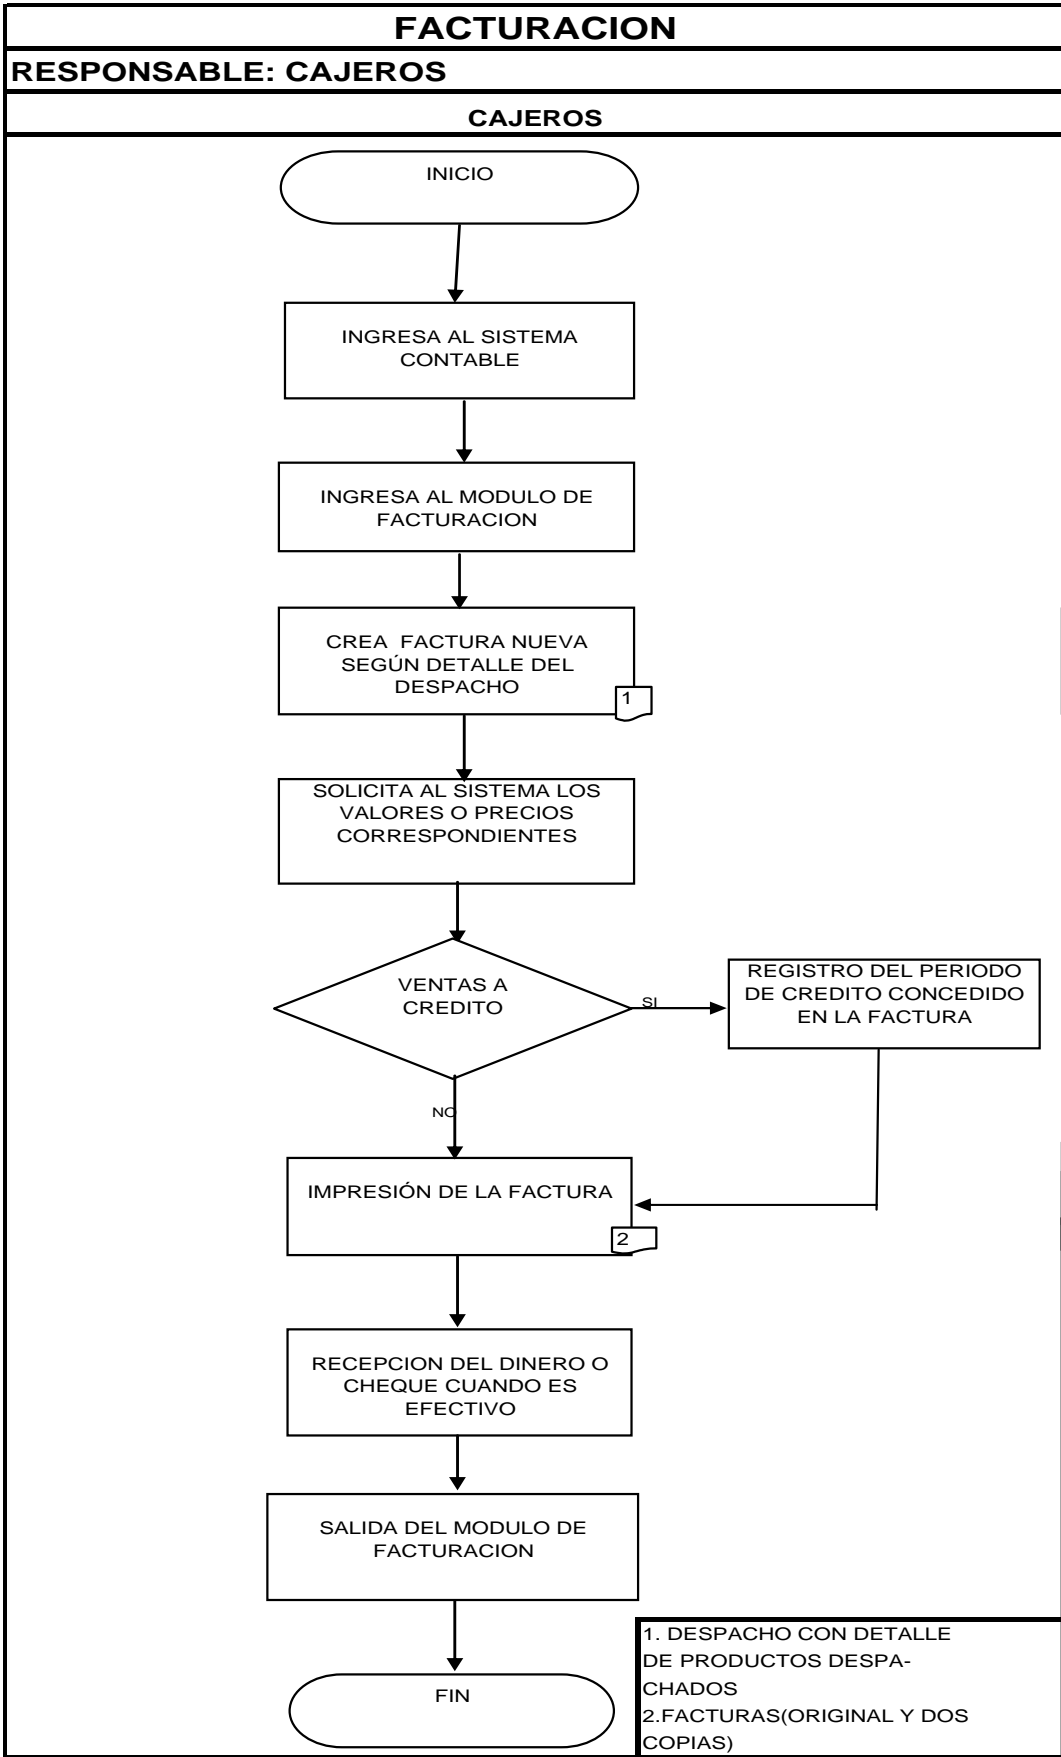 FACTURACION
RESPONSABLE: CAJEROS
CAJEROS
INICIO
INGRESA AL SISTEMA
CONTABLE
INGRESA AL MODULO DE
FACTURACION
CREA  FACTURA NUEVA
SEGÚN DETALLE DEL
DESPACHO
1
SOLICITA AL SISTEMA LOS
VALORES O PRECIOS
CORRESPONDIENTES
VENTAS A
CREDITO
SI
REGISTRO DEL PERIODO
DE CREDITO CONCEDIDO
EN LA FACTURA
NO
IMPRESIÓN DE LA FACTURA
2
RECEPCION DEL DINERO O
CHEQUE CUANDO ES
EFECTIVO
SALIDA DEL MODULO DE
FACTURACION
FIN
1. DESPACHO CON DETALLE
DE PRODUCTOS DESPA-
CHADOS
2.FACTURAS(ORIGINAL Y DOS
COPIAS)